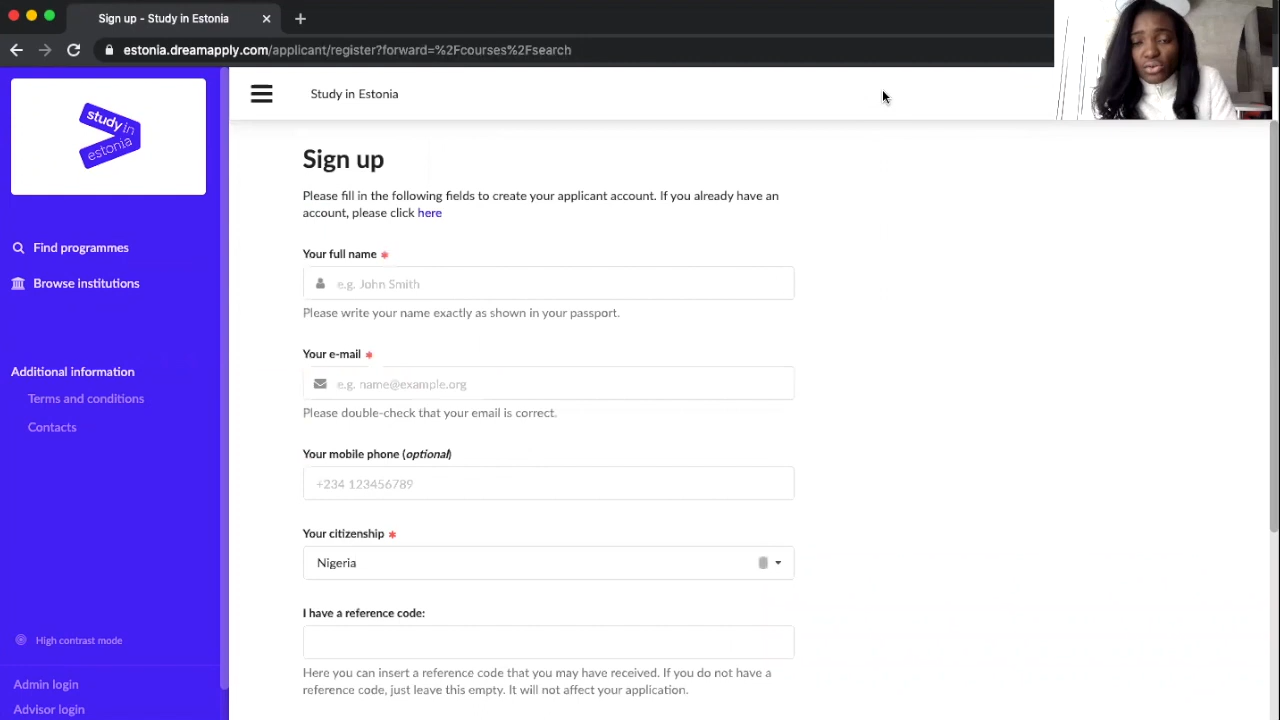 Sign up - Study in Estonia
estonia.dreamapply.com/applicant/register?forward=%2Fcourses%2Fsearch
study in
estonia
Find programmes
Browse institutions
Additional information
Terms and conditions
Contacts
High contrast mode
Admin login
Advisor login
Study in Estonia
Sign up
Please fill in the following fields to create your applicant account. If you already have an
account, please click here
Your full name *
e.g. John Smith
Please write your name exactly as shown in your passport.
Your e-mail *
e.g. name@example.org
Please double-check that your email is correct.
Your mobile phone (optional)
+234 123456789
Your citizenship *
Nigeria
I have a reference code:
Here you can insert a reference code that you may have received. If you do not have a
reference code, just leave this empty. It will not affect your application.